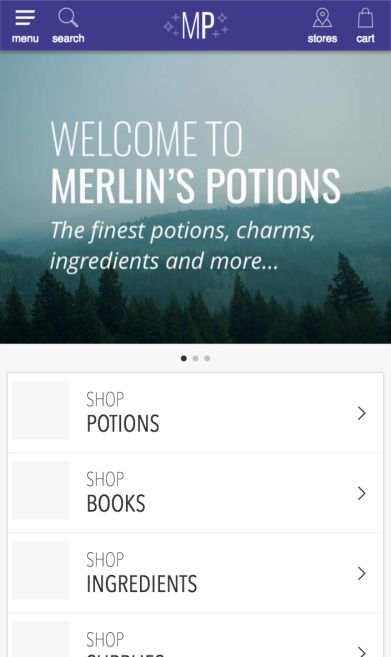 menu
search
MP
stores
cart
WELCOME TO
MERLIN'S POTIONS
The finest potions, charms,
ingredients and more...
SHOP
POTIONS
SHOP
BOOKS
SHOP
INGREDIENTS
SHOP
SUPPLIES